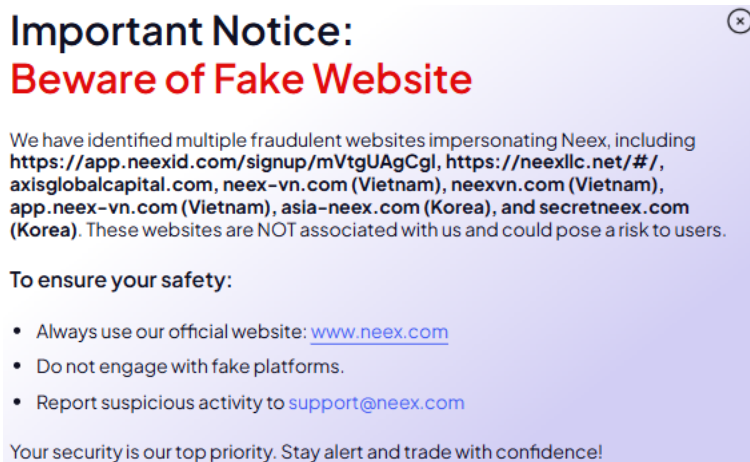 Important Notice:
Beware of Fake Website
We have identified multiple fraudulent websites impersonating Neex, including
https://app.neexid.com/signup/mVtgUAgCgI, https://neexllc.net/#/,
axisglobalcapital.com, neex-vn.com (Vietnam), neexvn.com (Vietnam),
app.neex-vn.com (Vietnam), asia-neex.com (Korea), and secretneex.com
(Korea). These websites are NOT associated with us and could pose a risk to users.
To ensure your safety:
• Always use our official website: www.neex.com
• Do not engage with fake platforms.
• Report suspicious activity to support@neex.com
Your security is our top priority. Stay alert and trade with confidence!